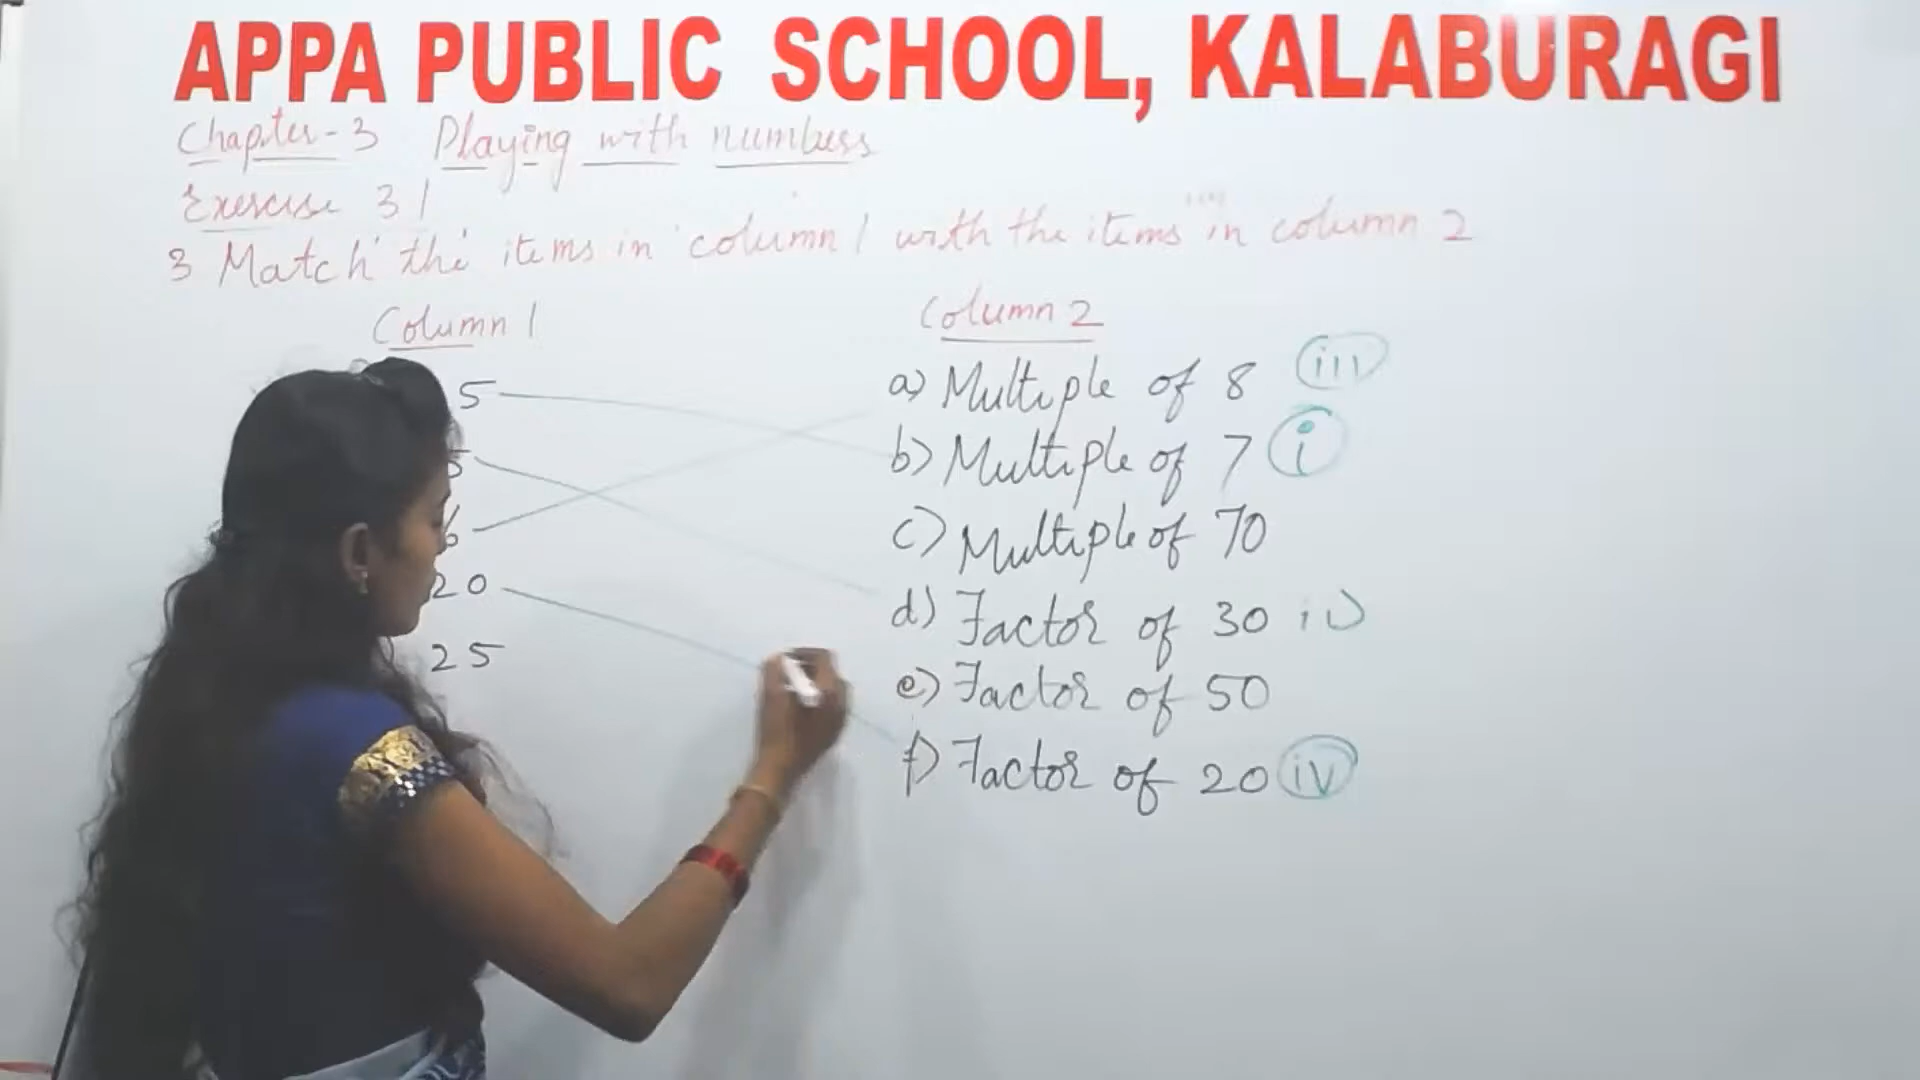 APPA PUBLIC SCHOOL, KALABURAGI
Chapter-3 Playing with numbers
Exercise 3 1
3 Match the items in column 1 with the items in column 2
Column 1
Column 2
5
a) Multiple of 8 iii
5
b) Multiple of 7 i
6
c) Multiple of 70
20
d) Factor of 30 ii
25
e) Factor of 50
f) Factor of 20 iv